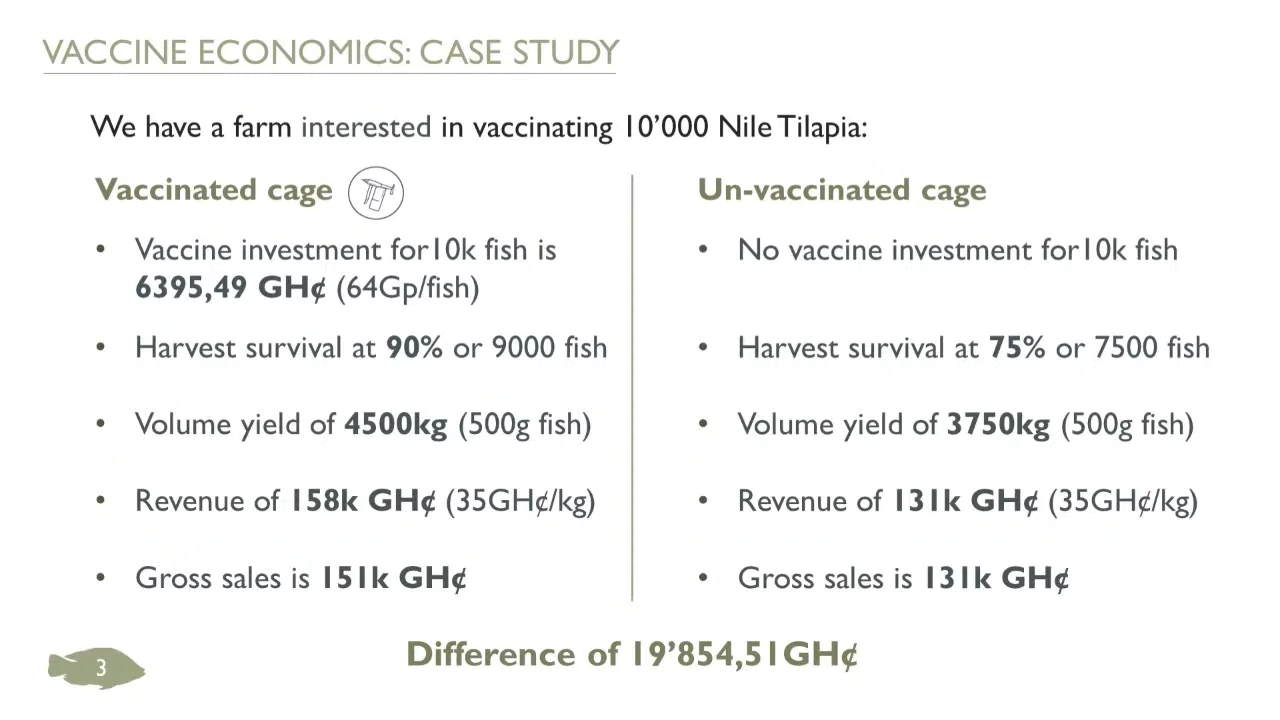 VACCINE ECONOMICS: CASE STUDY
We have a farm interested in vaccinating 10’000 Nile Tilapia:
Vaccinated cage
• Vaccine investment for10k fish is
6395,49 GH¢ (64Gp/fish)
• Harvest survival at 90% or 9000 fish
• Volume yield of 4500kg (500g fish)
• Revenue of 158k GH¢ (35GH¢/kg)
• Gross sales is 151k GH¢
Un-vaccinated cage
• No vaccine investment for10k fish
• Harvest survival at 75% or 7500 fish
• Volume yield of 3750kg (500g fish)
• Revenue of 131k GH¢ (35GH¢/kg)
• Gross sales is 131k GH¢
Difference of 19’854,51GH¢
3